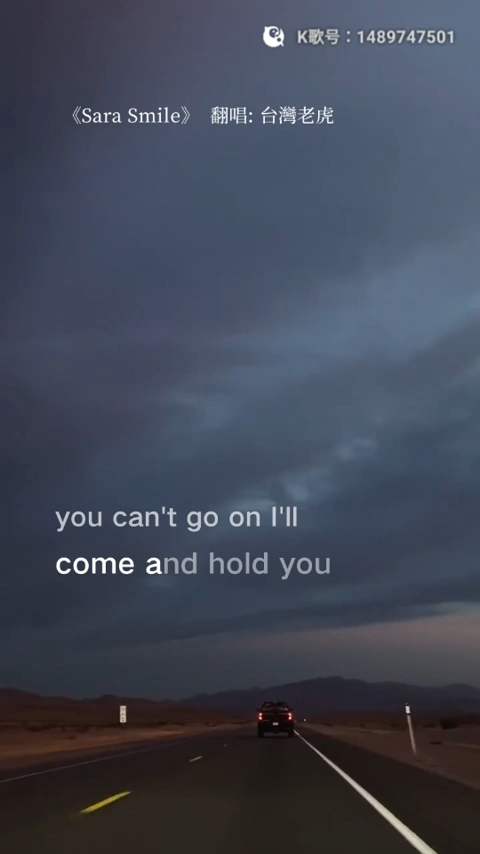 K歌号：1489747501
《Sara Smile》 翻唱: 台灣老虎
you can't go on I'll
come and hold you